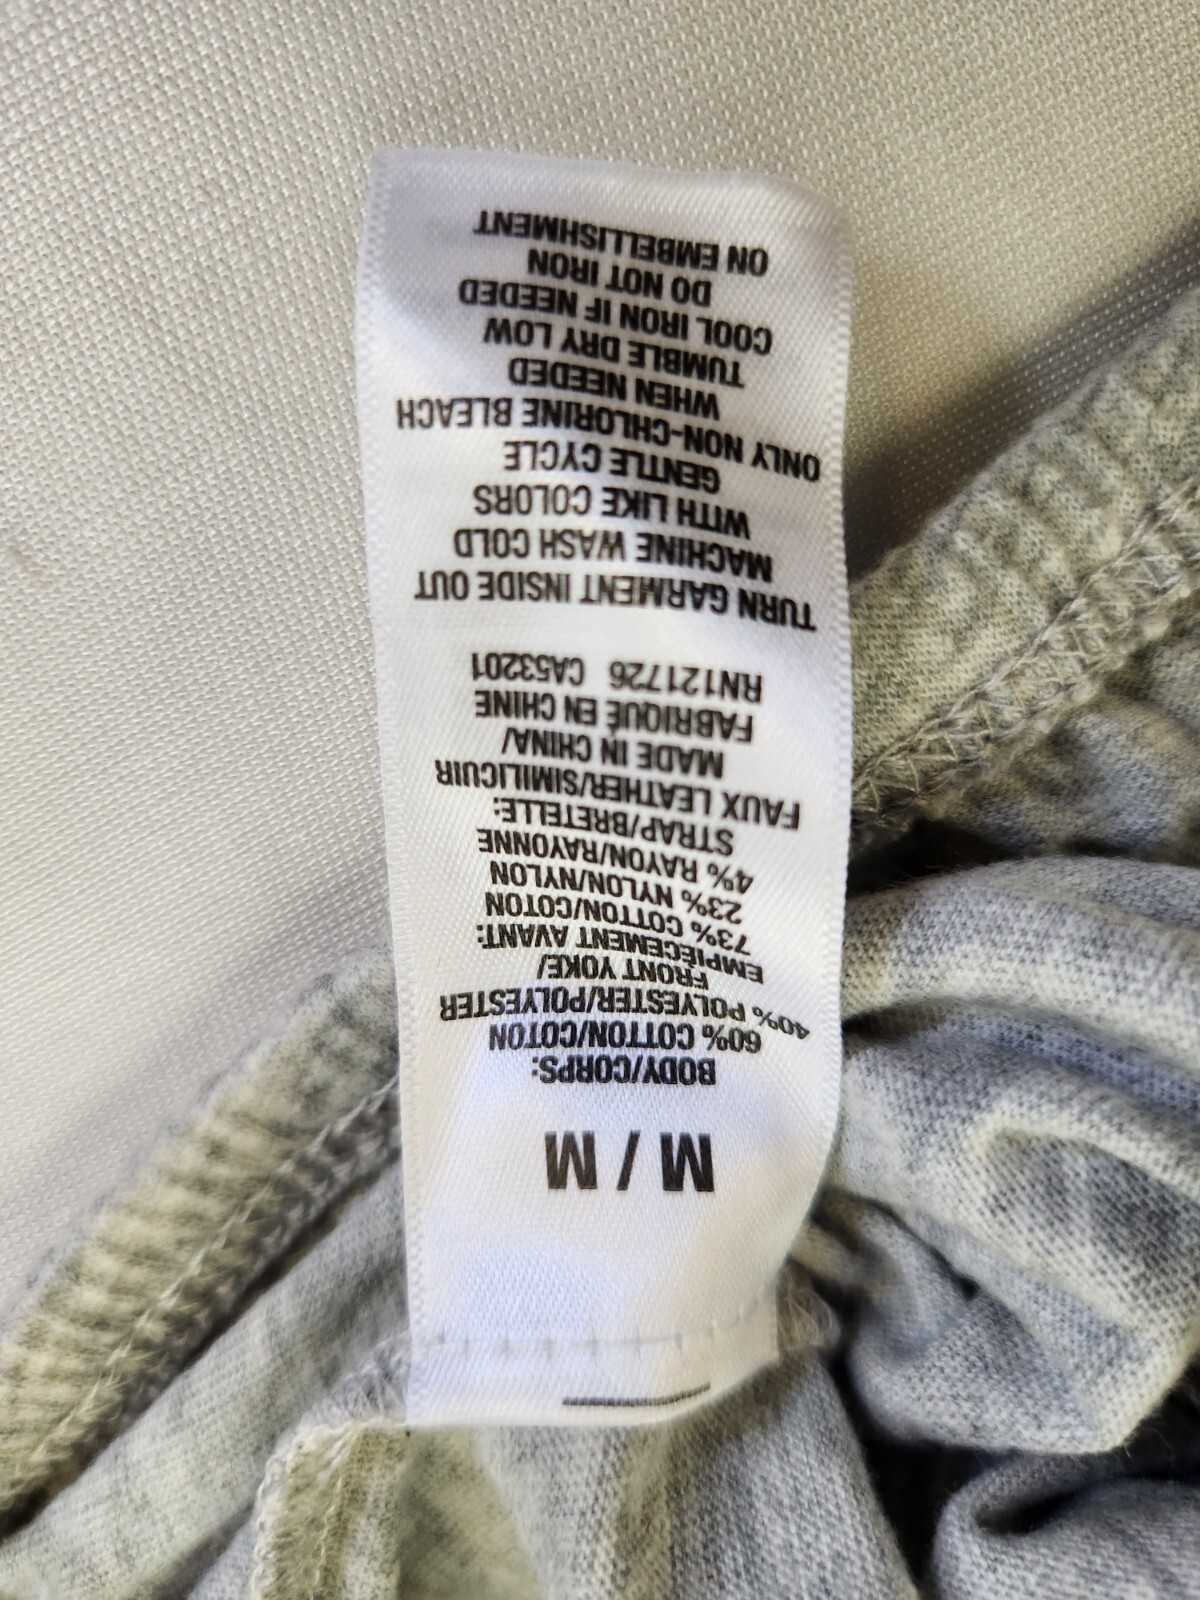 M / M
BODY/CORPS:
60% COTTON/COTON
40% POLYESTER/POLYESTER
FRONT YOKE/
EMPIÈCEMENT AVANT:
73% COTTON/COTON
23% NYLON/NYLON
4% RAYON/RAYONNE
STRAP/BRETELLE:
FAUX LEATHER/SIMILICUIR
MADE IN CHINA/
FABRIQUÉ EN CHINE
RN121726 CA53201
TURN GARMENT INSIDE OUT
MACHINE WASH COLD
WITH LIKE COLORS
GENTLE CYCLE
ONLY NON-CHLORINE BLEACH
WHEN NEEDED
TUMBLE DRY LOW
COOL IRON IF NEEDED
DO NOT IRON
ON EMBELLISHMENT